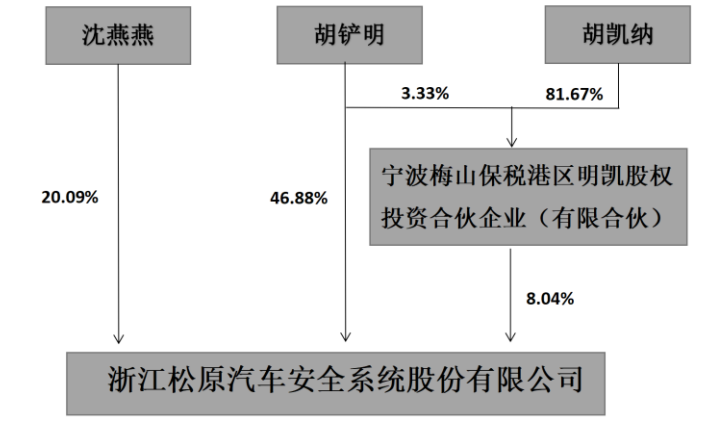 沈燕燕
胡铲明
胡凯纳
3.33%
81.67%
宁波梅山保税港区明凯股权
投资合伙企业（有限合伙）
20.09%
46.88%
8.04%
浙江松原汽车安全系统股份有限公司